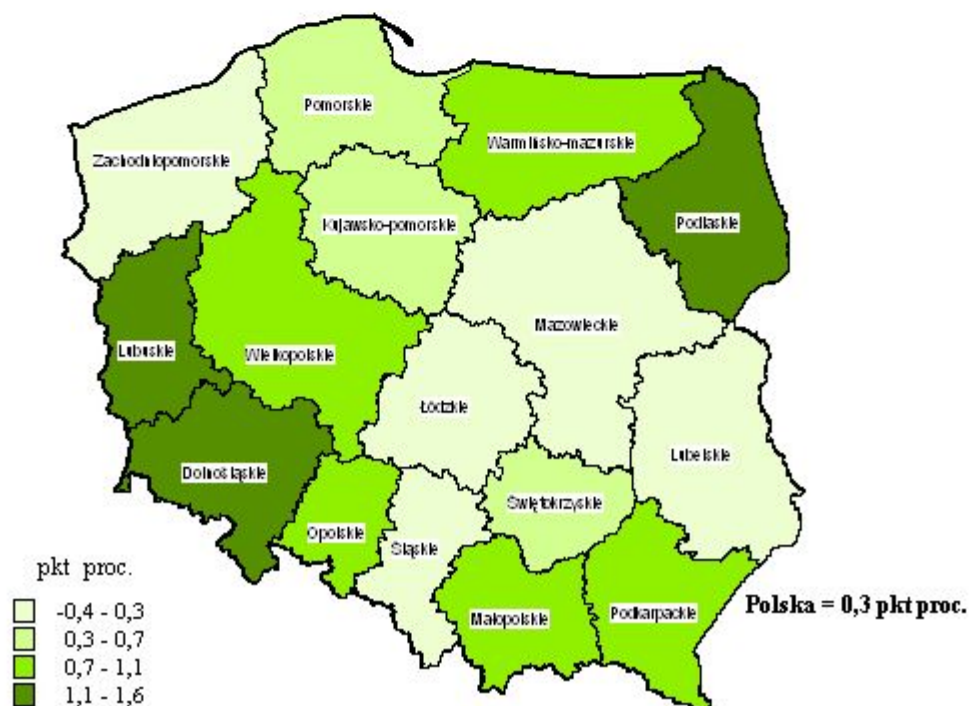 Pomorskie
Warmińsko-mazurskie
Zachodniopomorskie
Podlaskie
Kujawsko-pomorskie
Mazowieckie
Lubuskie
Wielkopolskie
Łódzkie
Lubelskie
Dolnośląskie
Świętokrzyskie
Opolskie
Śląskie
Małopolskie
Podkarpackie
pkt proc.
-0,4 - 0,3
0,3 - 0,7
0,7 - 1,1
1,1 - 1,6
Polska = 0,3 pkt proc.